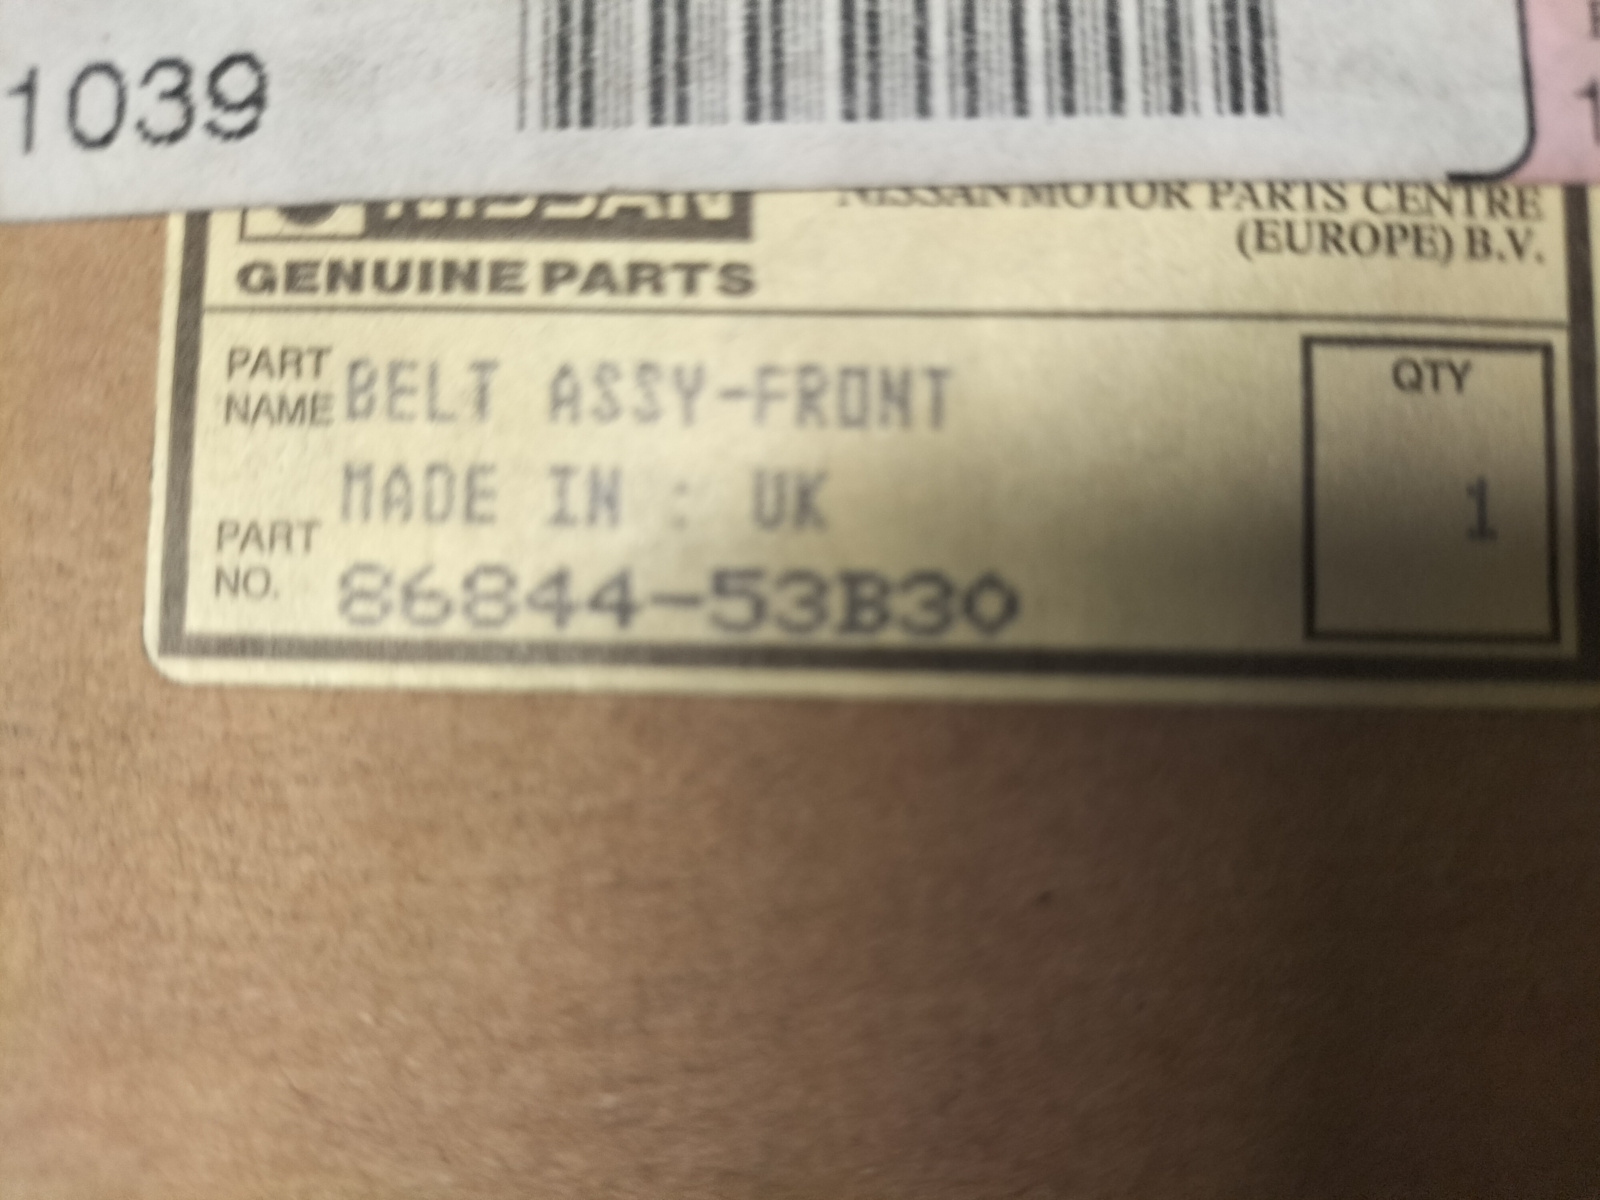 1039
NISSAN
NISSAN MOTOR PARTS CENTRE
(EUROPE) B.V.
GENUINE PARTS
PART NAME BELT ASSY-FRONT
MADE IN : UK
PART NO. 86844-53B30
QTY
1